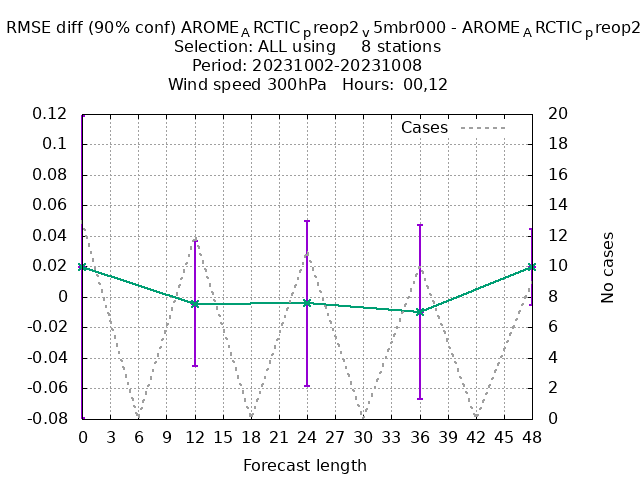 RMSE diff (90% conf) AROME_ARCTIC_preop2_v5mbr000 - AROME_ARCTIC_preop2
Selection: ALL using 8 stations
Period: 20231002-20231008
Wind speed 300hPa Hours: 00,12
Cases
0.12
0.1
0.08
0.06
0.04
0.02
0
-0.02
-0.04
-0.06
-0.08
20
18
16
14
12
10
8
6
4
2
0
No cases
0 3 6 9 12 15 18 21 24 27 30 33 36 39 42 45 48
Forecast length